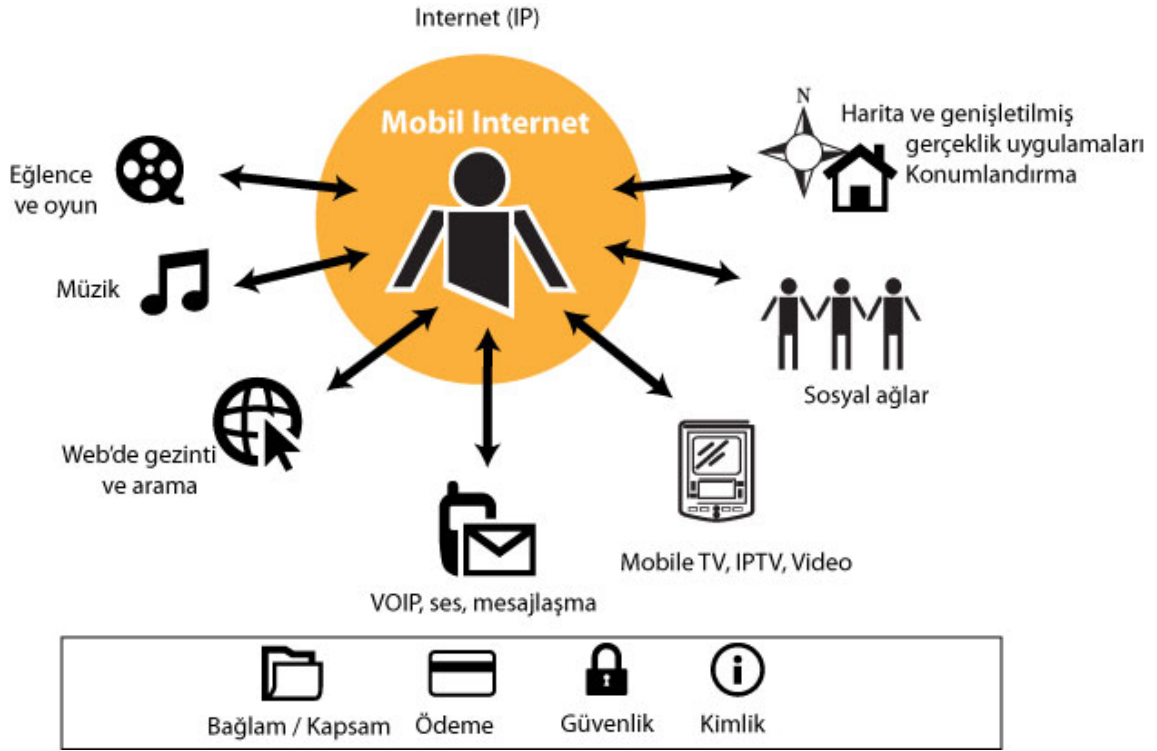 Internet (IP)
Mobil Internet
N
Harita ve genişletilmiş
gerçeklik uygulamaları
Konumlandırma
Eğlence
ve oyun
Müzik
Sosyal ağlar
Web'de gezinti
ve arama
Mobile TV, IPTV, Video
VOIP, ses, mesajlaşma
Bağlam / Kapsam
Ödeme
Güvenlik
Kimlik